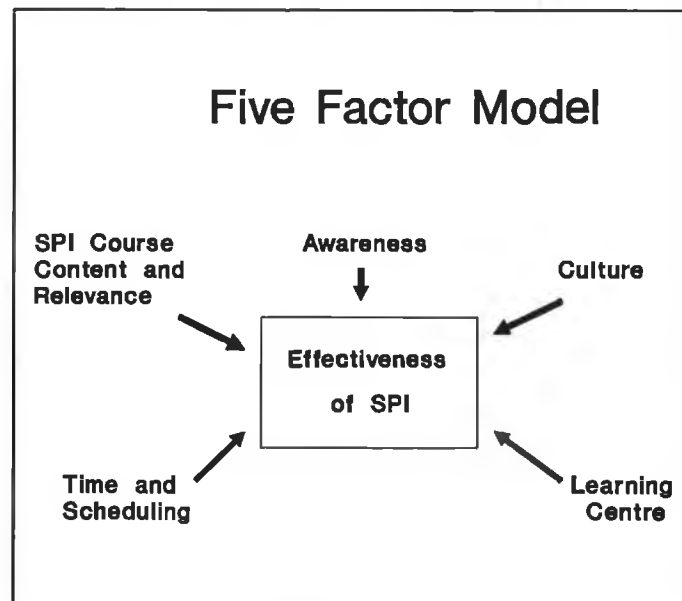 Five Factor Model
SPI Course
Content and
Relevance
Awareness
Culture
Effectiveness
of SPI
Time and
Scheduling
Learning
Centre